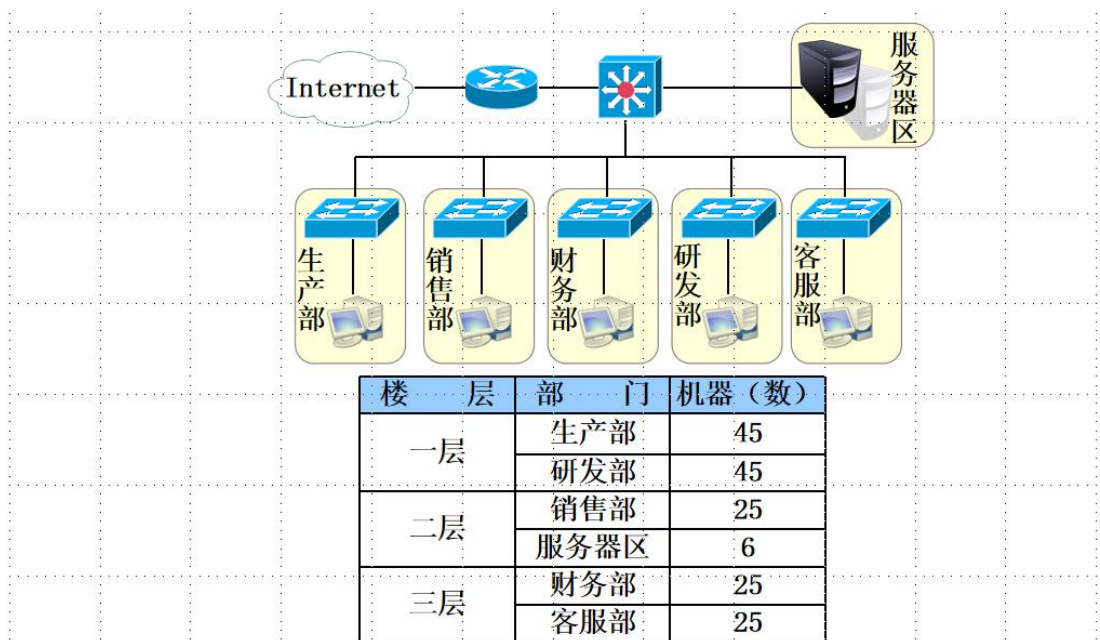 Internet
服务器区
生产部
销售部
财务部
研发部
客服部
楼 层 部 门 机器（数）
一层 生产部 45
研发部 45
二层 销售部 25
服务器区 6
三层 财务部 25
客服部 25